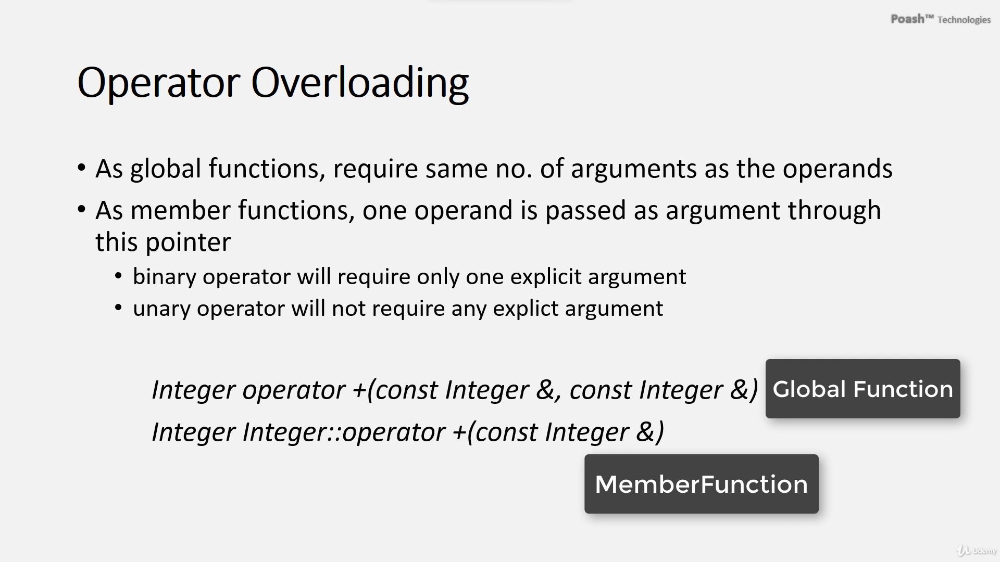 Poash™ Technologies
Operator Overloading
• As global functions, require same no. of arguments as the operands
• As member functions, one operand is passed as argument through
this pointer
• binary operator will require only one explicit argument
• unary operator will not require any explict argument
Integer operator +(const Integer &, const Integer &) Global Function
Integer Integer::operator +(const Integer &)
MemberFunction
Udemy